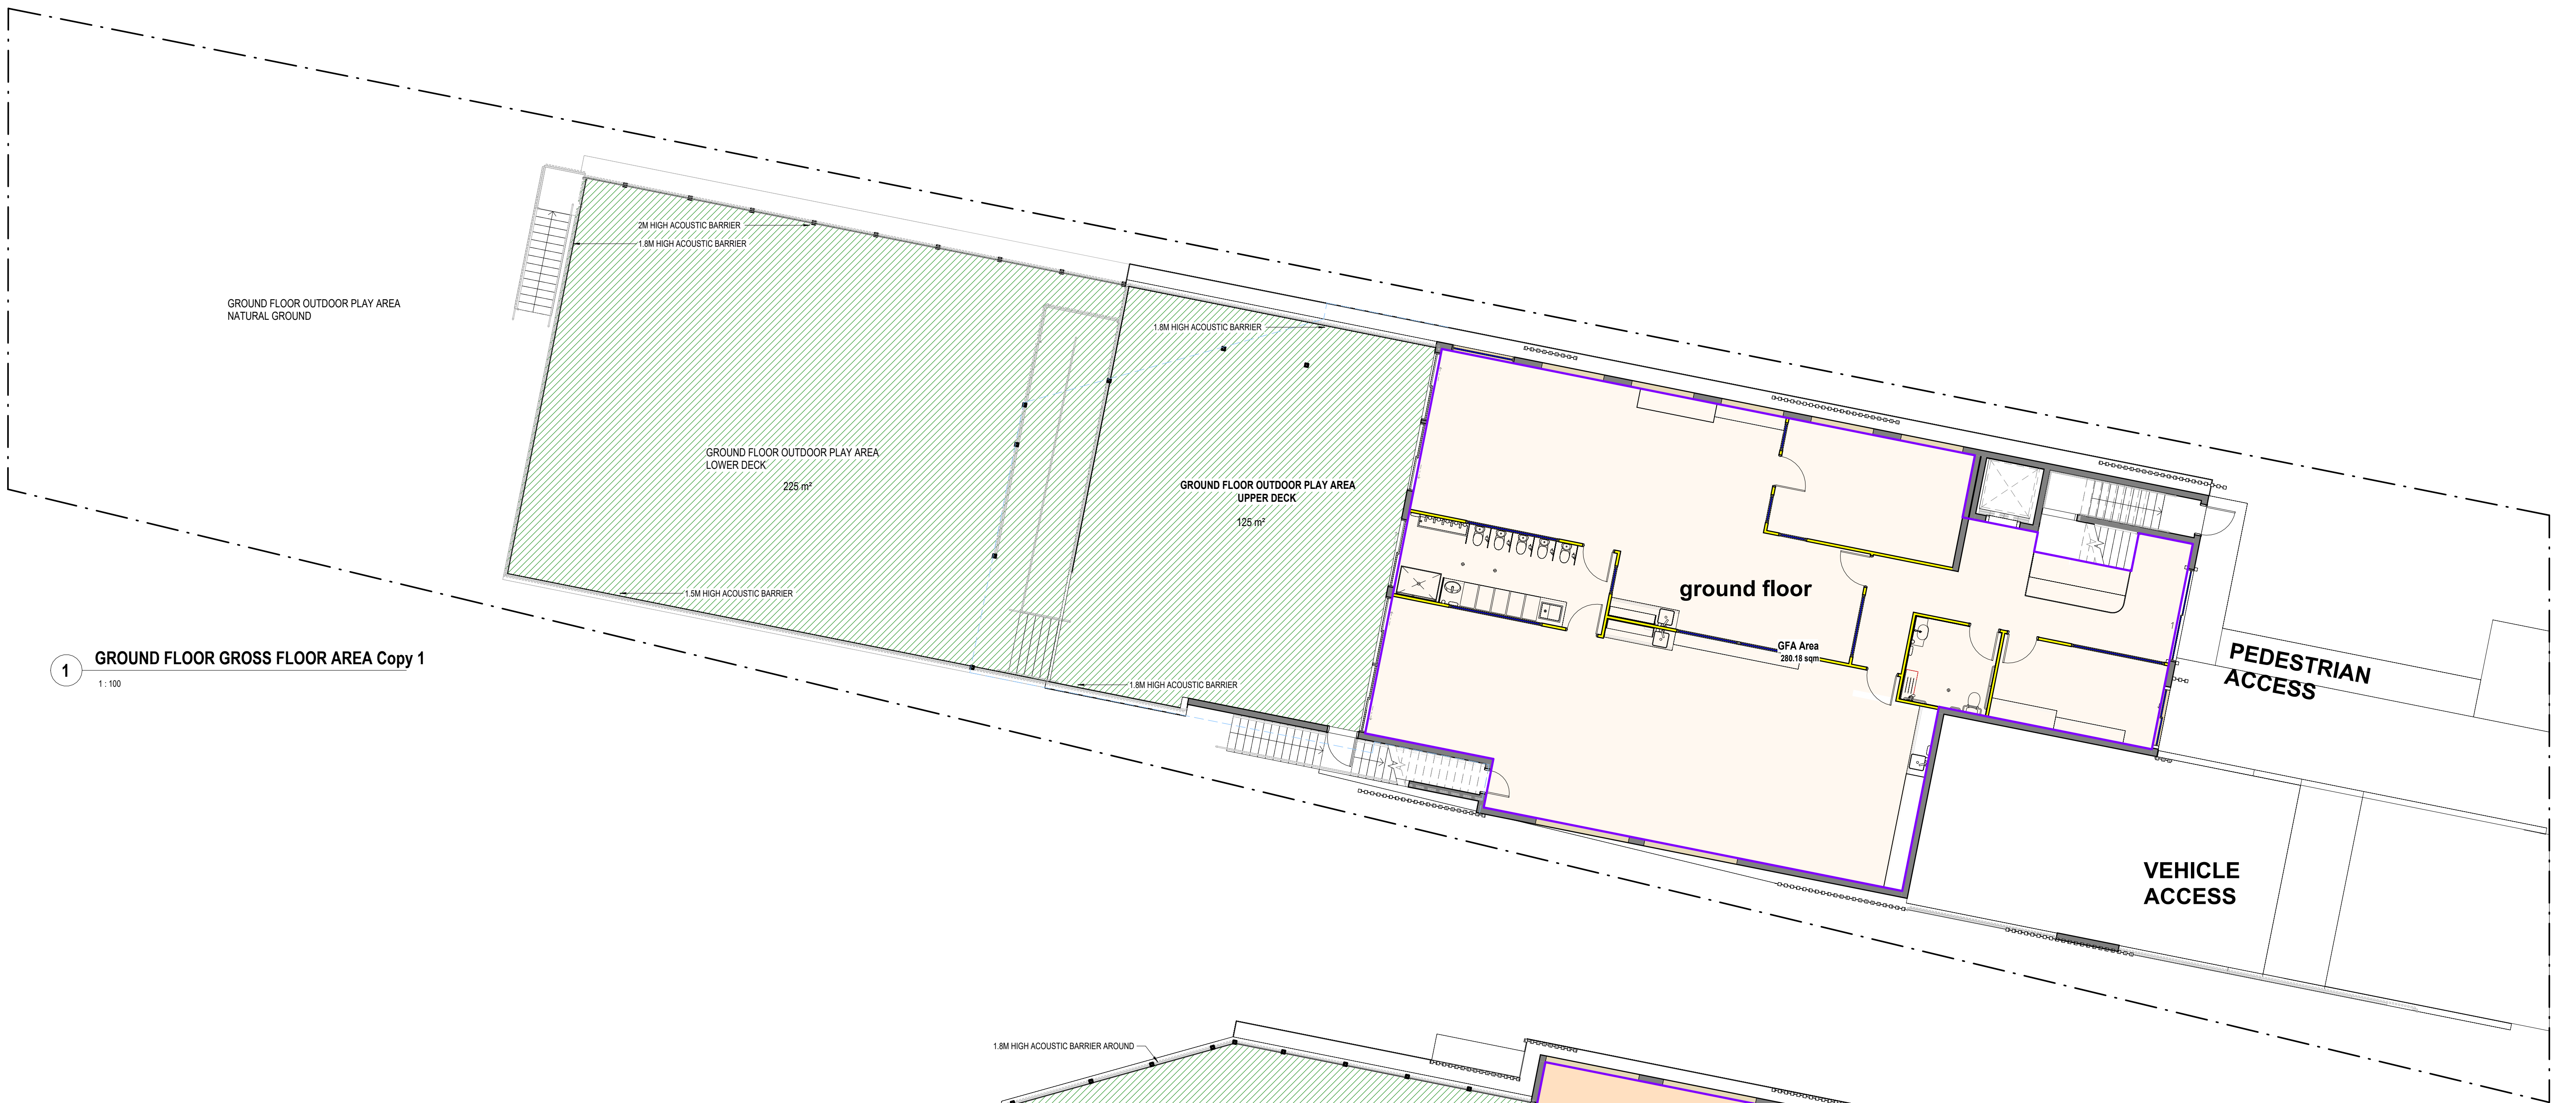 2M HIGH ACOUSTIC BARRIER
1.8M HIGH ACOUSTIC BARRIER
GROUND FLOOR OUTDOOR PLAY AREA
NATURAL GROUND
1.8M HIGH ACOUSTIC BARRIER
GROUND FLOOR OUTDOOR PLAY AREA
LOWER DECK
225 m²
GROUND FLOOR OUTDOOR PLAY AREA
UPPER DECK
125 m²
ground floor
1.5M HIGH ACOUSTIC BARRIER
1
GFA Area
280.18 sqm
1
GROUND FLOOR GROSS FLOOR AREA Copy 1
1 : 100
PEDESTRIAN
ACCESS
1.8M HIGH ACOUSTIC BARRIER
VEHICLE
ACCESS
1.8M HIGH ACOUSTIC BARRIER AROUND